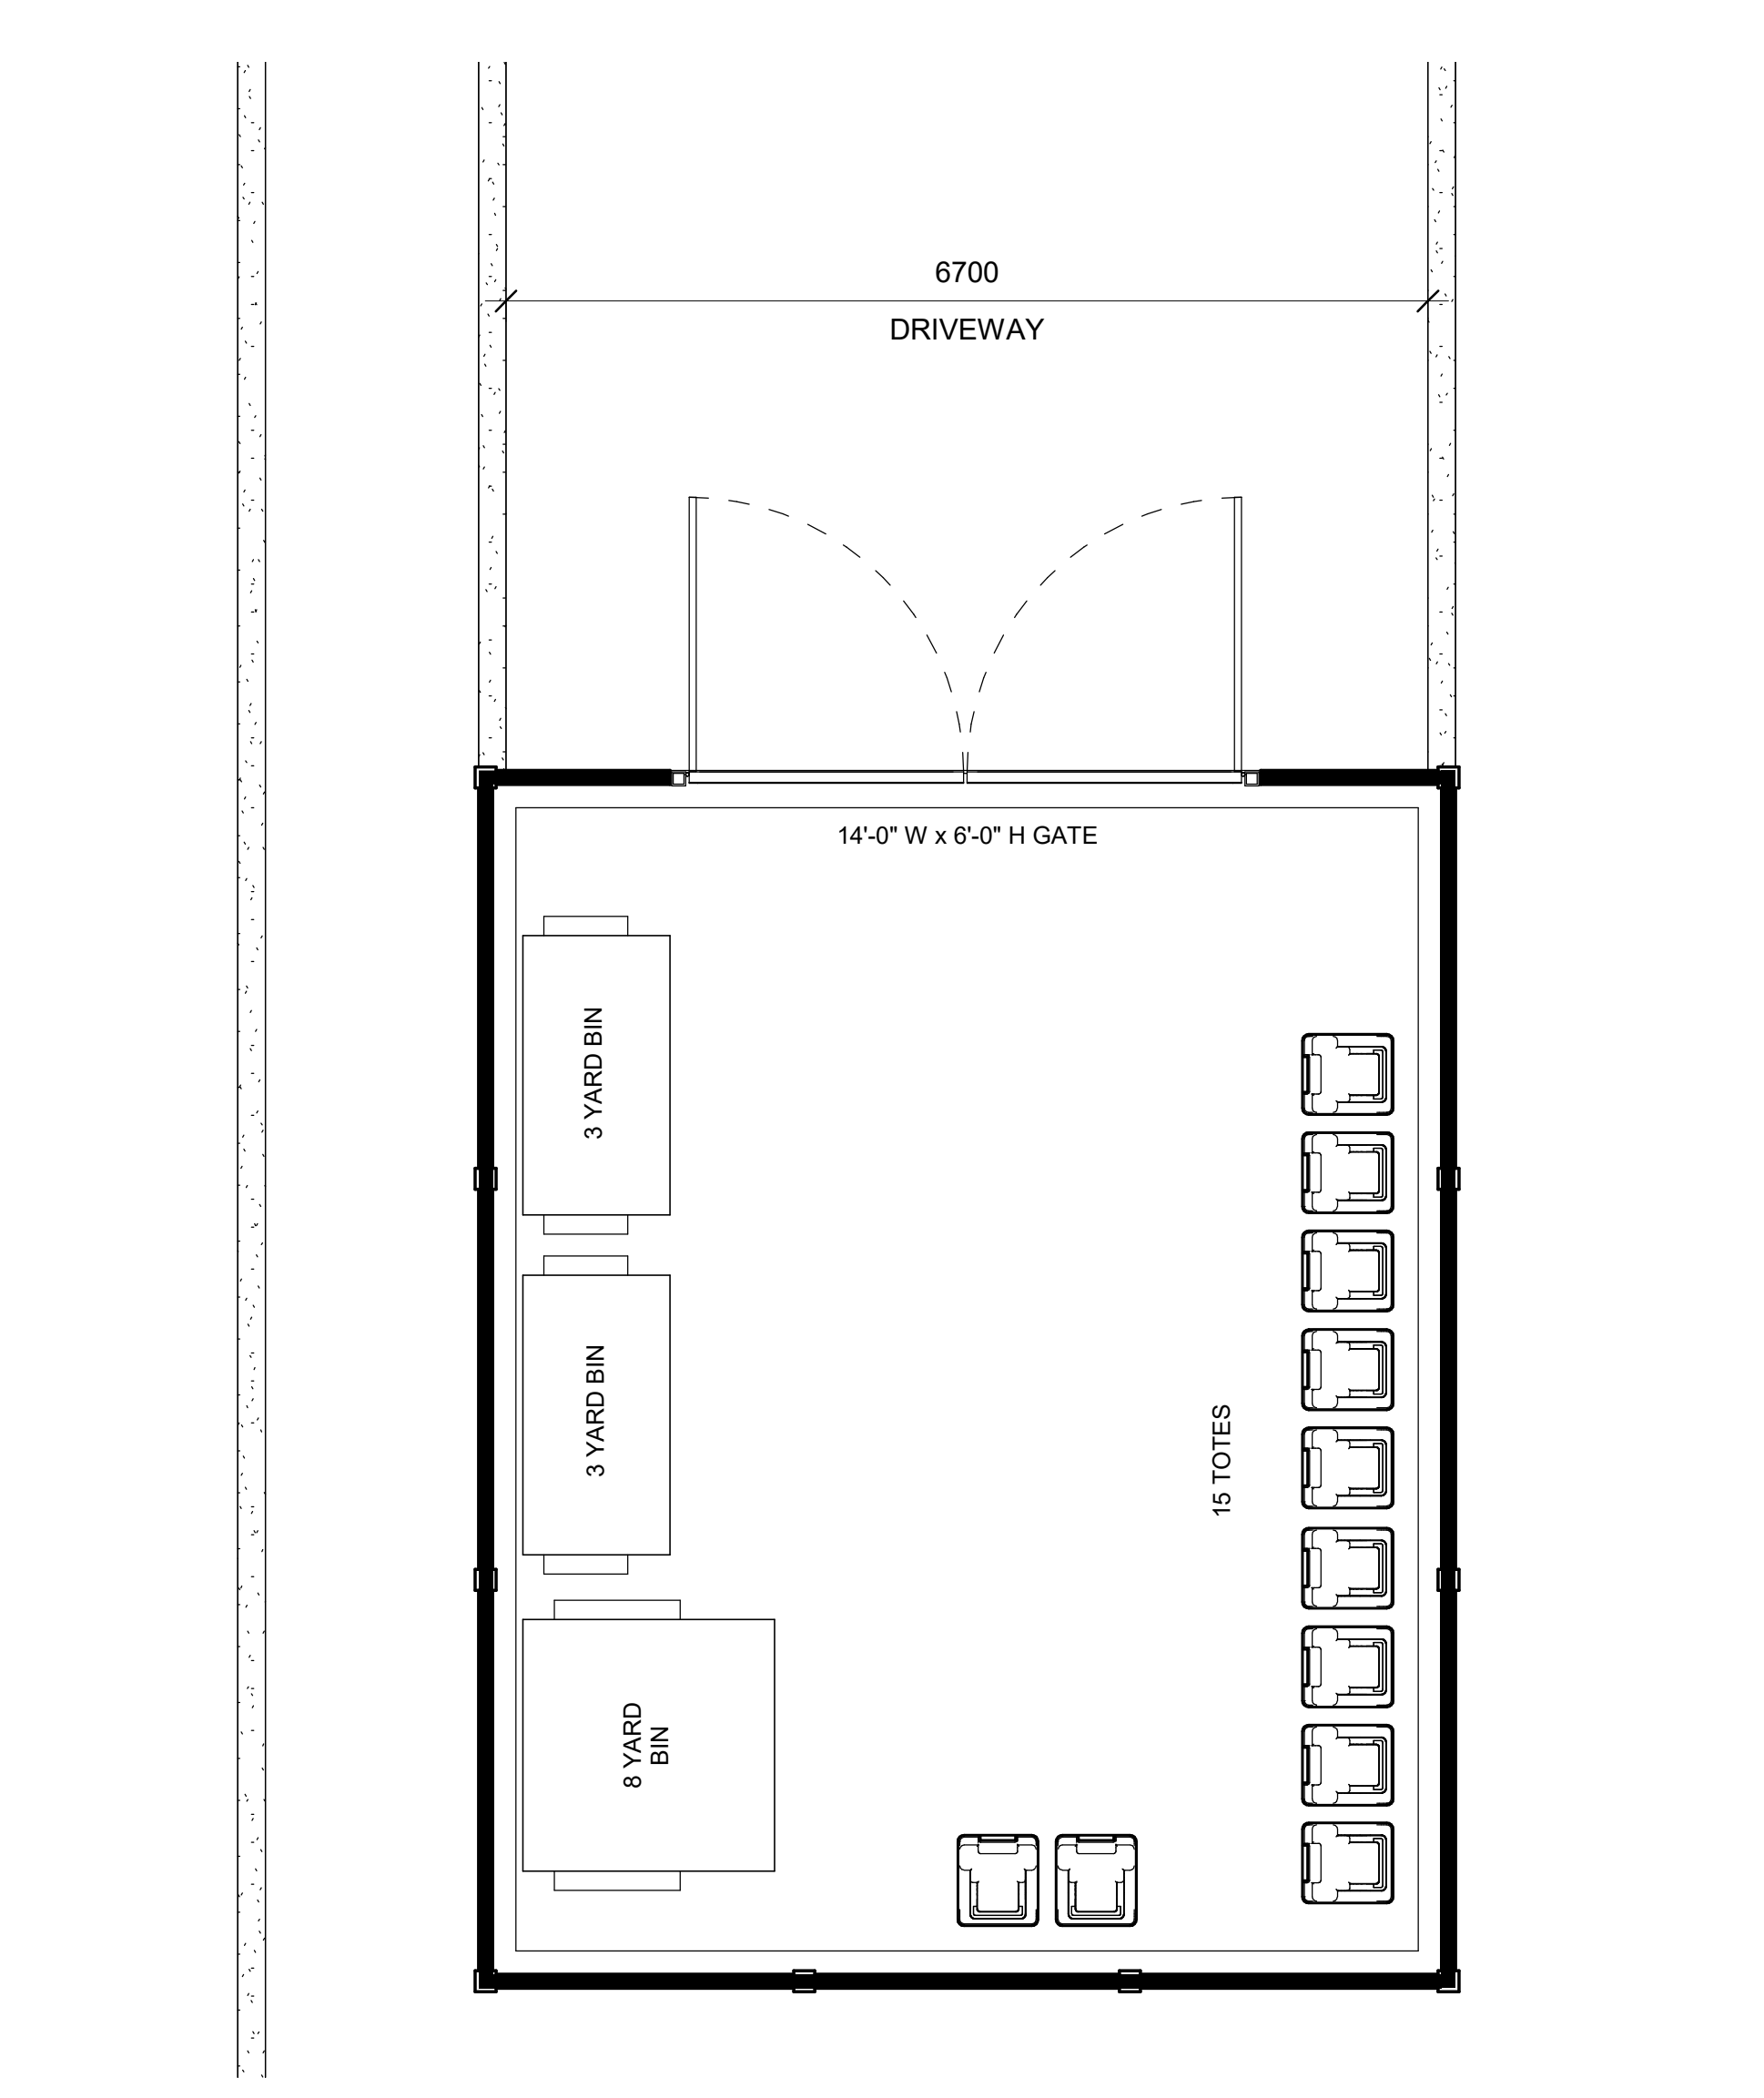 6700
DRIVEWAY
14'-0" W x 6'-0" H GATE
3 YARD BIN
3 YARD BIN
15 TOTES
8 YARD
BIN